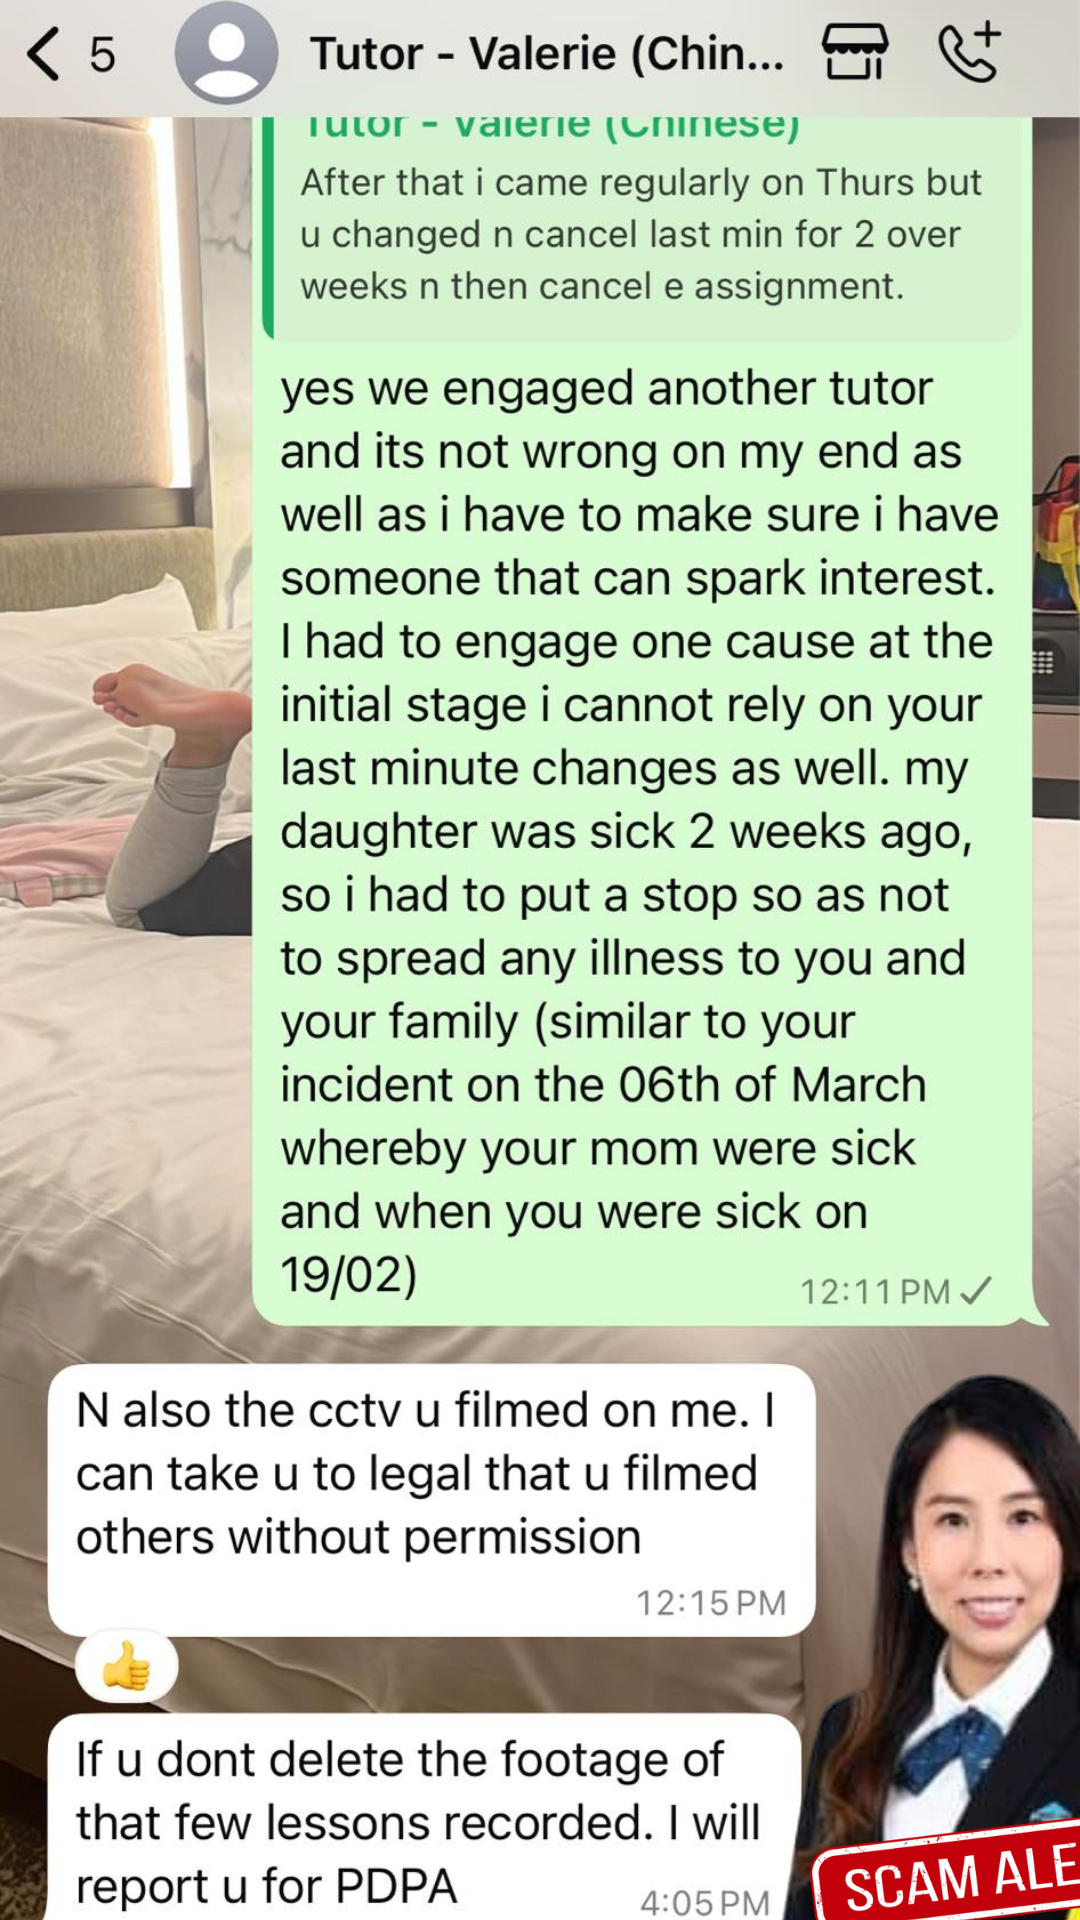 5
Tutor - Valerie (Chin...
Tutor - Valerie (Chinese)
After that i came regularly on Thurs but
u changed n cancel last min for 2 over
weeks n then cancel e assignment.
yes we engaged another tutor
and its not wrong on my end as
well as i have to make sure i have
someone that can spark interest.
I had to engage one cause at the
initial stage i cannot rely on your
last minute changes as well. my
daughter was sick 2 weeks ago,
so i had to put a stop so as not
to spread any illness to you and
your family (similar to your
incident on the 06th of March
whereby your mom were sick
and when you were sick on
19/02)
12:11 PM
N also the cctv u filmed on me. I
can take u to legal that u filmed
others without permission
12:15 PM
If u dont delete the footage of
that few lessons recorded. I will
report u for PDPA
4:05 PM
SCAM ALE